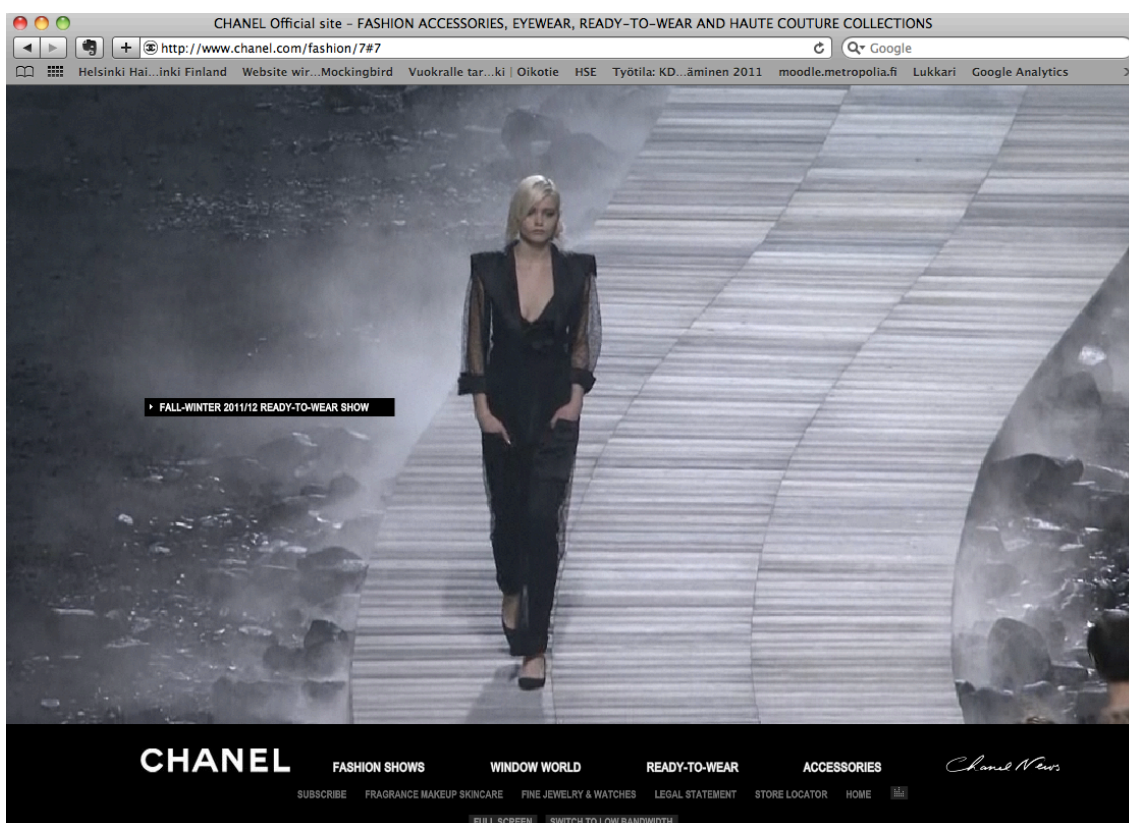 CHANEL Official site – FASHION ACCESSORIES, EYEWEAR, READY-TO-WEAR AND HAUTE COUTURE COLLECTIONS
http://www.chanel.com/fashion/7#7 Google
Helsinki Hai...inki Finland Website wir...Mockingbird Vuokralle tar...ki | Oikotie HSE Työtila: KD...äminen 2011 moodle.metropolia.fi Lukkari Google Analytics
FALL-WINTER 2011/12 READY-TO-WEAR SHOW
CHANEL FASHION SHOWS WINDOW WORLD READY-TO-WEAR ACCESSORIES Chanel News
SUBSCRIBE FRAGRANCE MAKEUP SKINCARE FINE JEWELRY & WATCHES LEGAL STATEMENT STORE LOCATOR HOME
FULL SCREEN SWITCH TO LOW BANDWIDTH